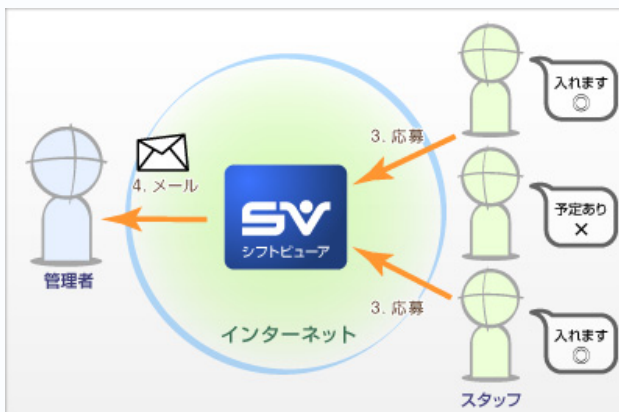 入れます
◎
3. 応募
4. メール
SV
シフトビューア
予定あり
×
管理者
3. 応募
インターネット
入れます
◎
スタッフ